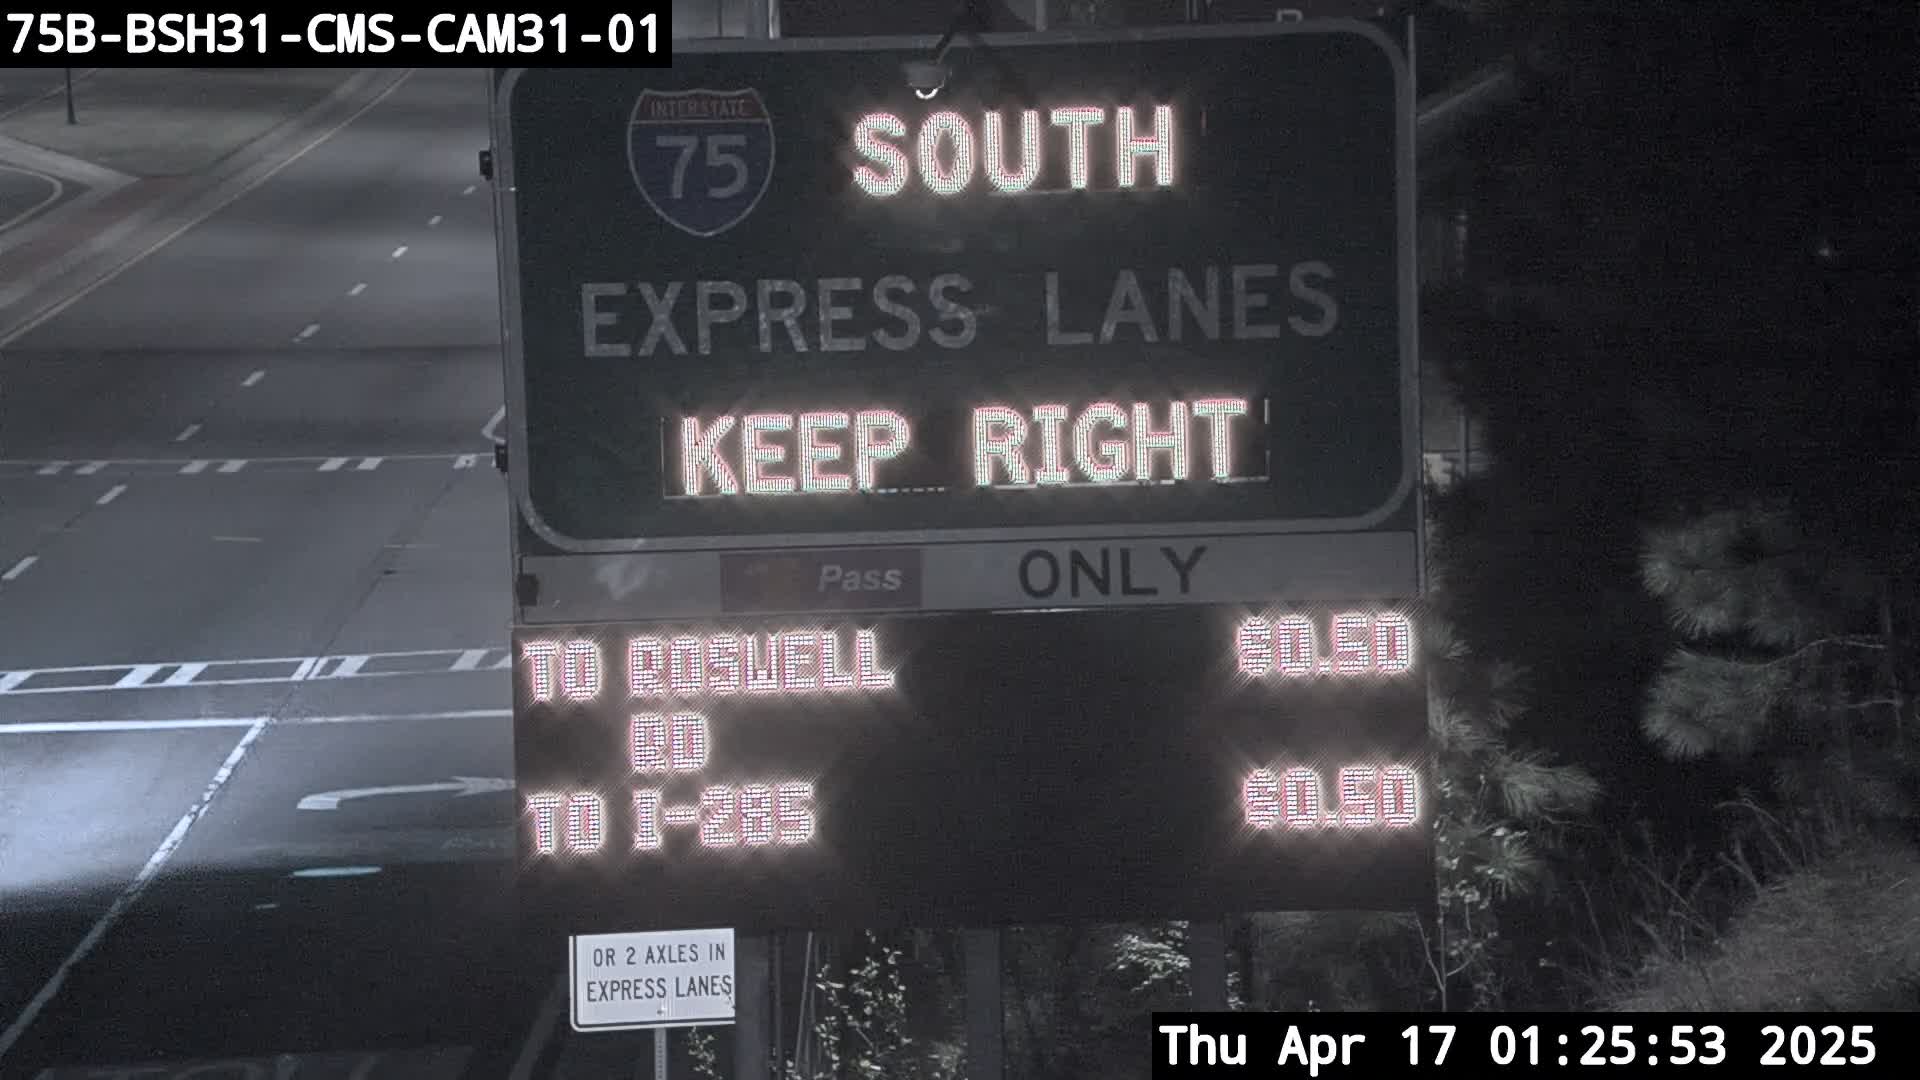 75B-BSH31-CMS-CAM31-01
INTERSTATE
75
SOUTH
EXPRESS LANES
KEEP RIGHT
Pass ONLY
TO ROSWELL $0.50
RD
TO I-285 $0.50
OR 2 AXLES IN
EXPRESS LANES
Thu Apr 17 01:25:53 2025